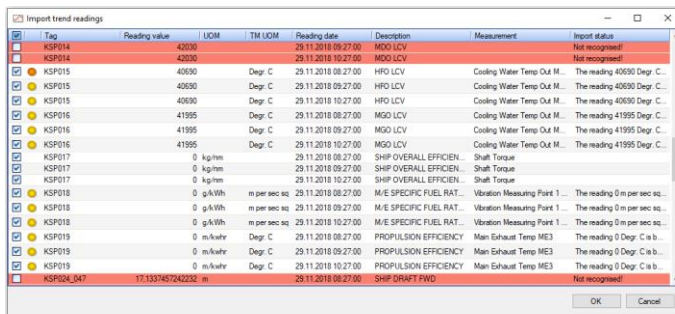 Import trend readings
Tag Reading value UOM TM UOM Reading date Description Measurement Import status
KSP014 42030 29.11.2018 09:27:00 MDO LCV Not recognised!
KSP014 42030 29.11.2018 10:27:00 MDO LCV Not recognised!
KSP015 40690 Degr. C 29.11.2018 08:27:00 HFO LCV Cooling Water Temp Out M... The reading 40690 Degr. C...
KSP015 40690 Degr. C 29.11.2018 09:27:00 HFO LCV Cooling Water Temp Out M... The reading 40690 Degr. C...
KSP015 40690 Degr. C 29.11.2018 10:27:00 HFO LCV Cooling Water Temp Out M... The reading 40690 Degr. C...
KSP016 41995 Degr. C 29.11.2018 08:27:00 MGO LCV Cooling Water Temp Out M... The reading 41995 Degr. C...
KSP016 41995 Degr. C 29.11.2018 09:27:00 MGO LCV Cooling Water Temp Out M... The reading 41995 Degr. C...
KSP016 41995 Degr. C 29.11.2018 10:27:00 MGO LCV Cooling Water Temp Out M... The reading 41995 Degr. C...
KSP017 0 kg/nm 29.11.2018 08:27:00 SHIP OVERALL EFFICIEN... Shaft Torque
KSP017 0 kg/nm 29.11.2018 09:27:00 SHIP OVERALL EFFICIEN... Shaft Torque
KSP017 0 kg/nm 29.11.2018 10:27:00 SHIP OVERALL EFFICIEN... Shaft Torque
KSP018 0 g/kWh m per sec sq 29.11.2018 08:27:00 M/E SPECIFIC FUEL RAT... Vibration Measuring Point 1 ... The reading 0 m per sec sq...
KSP018 0 g/kWh m per sec sq 29.11.2018 09:27:00 M/E SPECIFIC FUEL RAT... Vibration Measuring Point 1 ... The reading 0 m per sec sq...
KSP018 0 g/kWh m per sec sq 29.11.2018 10:27:00 M/E SPECIFIC FUEL RAT... Vibration Measuring Point 1 ... The reading 0 m per sec sq...
KSP019 0 m/kwhr Degr. C 29.11.2018 08:27:00 PROPULSION EFFICIENCY Main Exhaust Temp ME3 The reading 0 Degr. C is b...
KSP019 0 m/kwhr Degr. C 29.11.2018 09:27:00 PROPULSION EFFICIENCY Main Exhaust Temp ME3 The reading 0 Degr. C is b...
KSP019 0 m/kwhr Degr. C 29.11.2018 10:27:00 PROPULSION EFFICIENCY Main Exhaust Temp ME3 The reading 0 Degr. C is b...
KSP024_047 17,1337457242232 m 29.11.2018 08:27:00 SHIP DRAFT FWD Not recognised!
OK Cancel